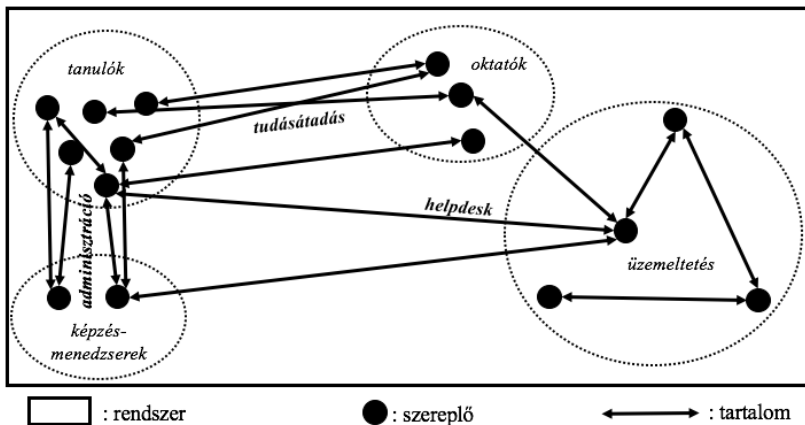 tanulók
oktatók
tudásátadás
helpdesk
adminisztráció
üzemeltetés
képzés-
menedzserek
: rendszer
: szereplő
: tartalom